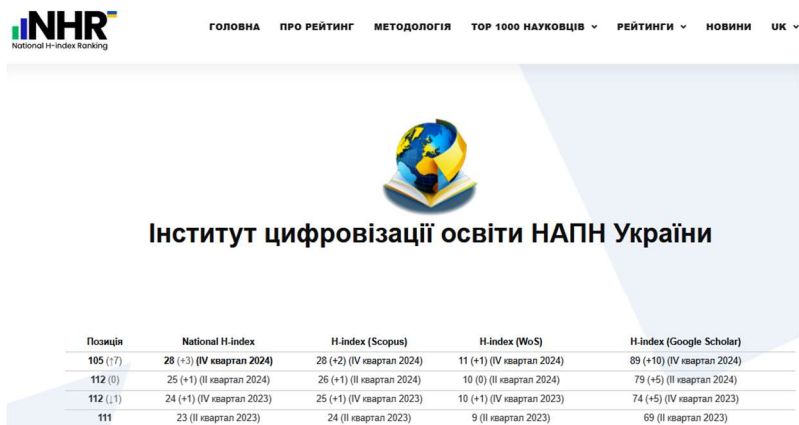 NHR
National H-index Ranking
ГОЛОВНА ПРО РЕЙТИНГ МЕТОДОЛОГІЯ TOP 1000 НАУКОВЦІВ РЕЙТИНГИ НОВИНИ UK
Інститут цифровізації освіти НАПН України
Позиція National H-index H-index (Scopus) H-index (WoS) H-index (Google Scholar)
105 (↑7) 28 (+3) (IV квартал 2024) 28 (+2) (IV квартал 2024) 11 (+1) (IV квартал 2024) 89 (+10) (IV квартал 2024)
112 (0) 25 (+1) (II квартал 2024) 26 (+1) (II квартал 2024) 10 (0) (II квартал 2024) 79 (+5) (II квартал 2024)
112 (↓1) 24 (+1) (IV квартал 2023) 25 (+1) (IV квартал 2023) 10 (+1) (IV квартал 2023) 74 (+5) (IV квартал 2023)
111 23 (II квартал 2023) 24 (II квартал 2023) 9 (II квартал 2023) 69 (II квартал 2023)